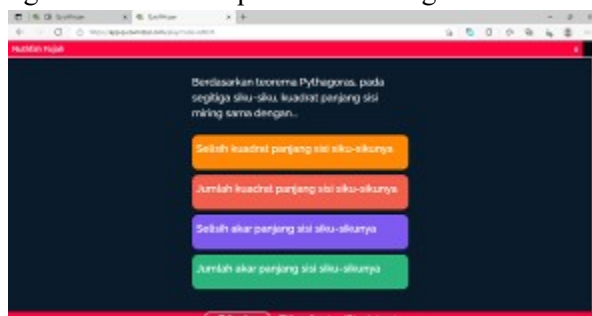 Berdasarkan teorema Pythagoras, pada
segitiga siku-siku, kuadrat panjang sisi
miring sama dengan...
Selisih kuadrat panjang sisi siku-sikunya
Jumlah kuadrat panjang sisi siku-sikunya
Selisih akar panjang sisi siku-sikunya
Jumlah akar panjang sisi siku-sikunya